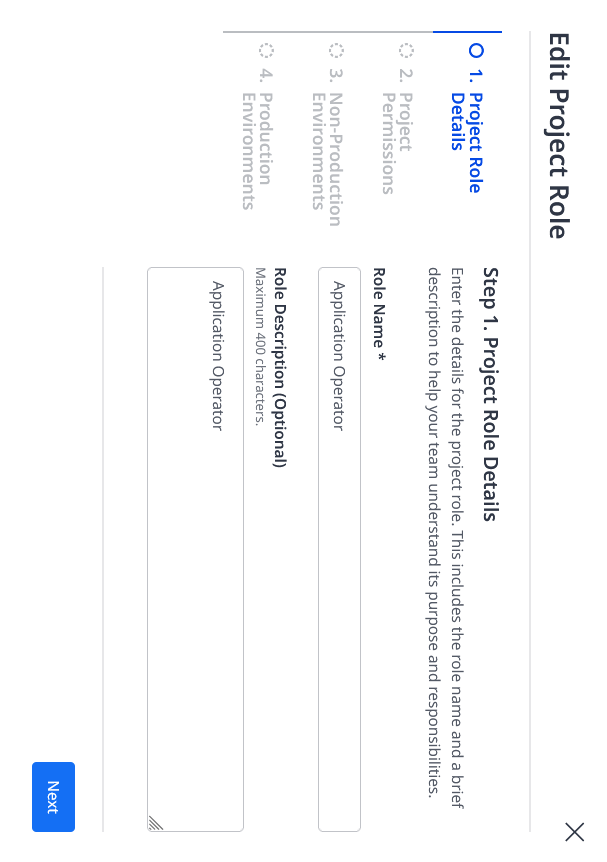 Edit Project Role
1. Project Role
Details
2. Project
Permissions
3. Non-Production
Environments
4. Production
Environments
Step 1. Project Role Details
Enter the details for the project role. This includes the role name and a brief
description to help your team understand its purpose and responsibilities.
Role Name *
Application Operator
Role Description (Optional)
Maximum 400 characters.
Application Operator
Next